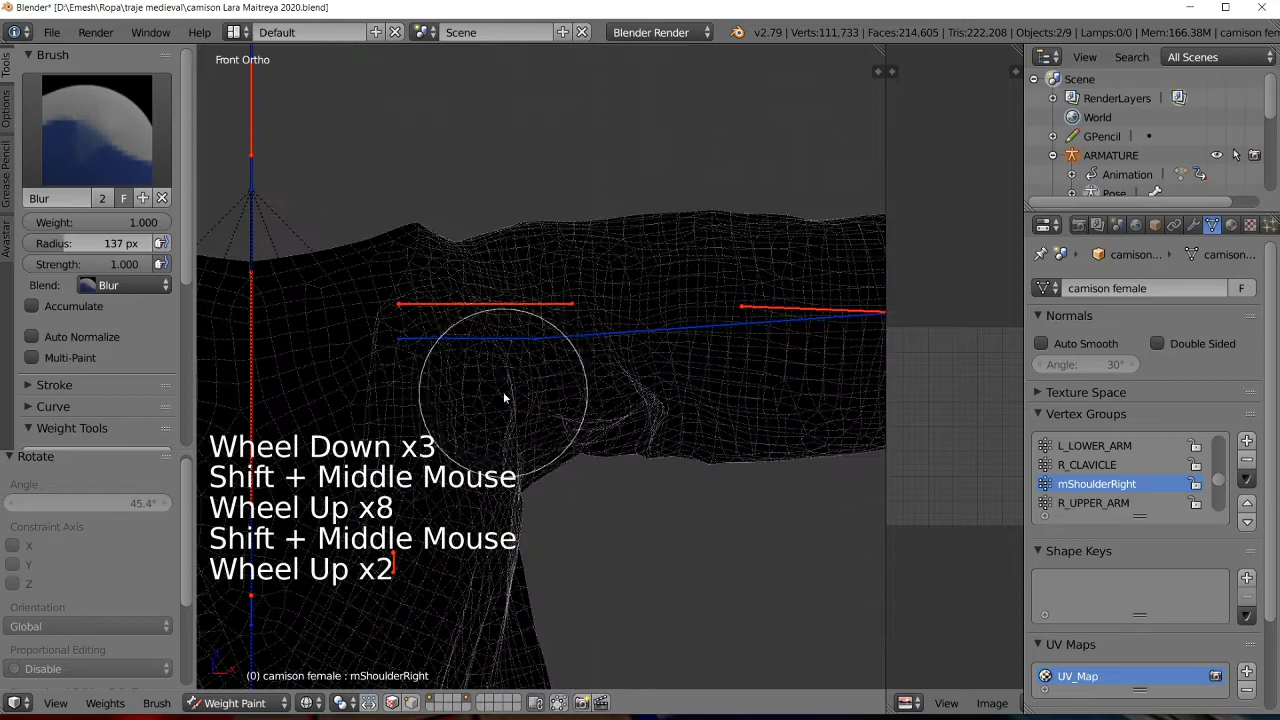 Blender* [D:\Emesh\Ropa\traje medieval\camison Lara Maitreya 2020.blend]
File Render Window Help Default Scene Blender Render v2.79 | Verts:111,733 | Faces:214,605 | Tris:222,208 | Objects:2/9 | Lamps:0/0 | Mem:166.38M | camison fem
Tools
Options
Grease Pencil
Avastar
Brush
Blur 2 F
Weight: 1.000
Radius: 137 px
Strength: 1.000
Blend: Blur
Accumulate
Auto Normalize
Multi-Paint
Stroke
Curve
Weight Tools
Rotate
Angle
45.4°
Constraint Axis
X
Y
Z
Orientation
Global
Proportional Editing
Disable
Front Ortho
Wheel Down x3
Shift + Middle Mouse
Wheel Up x8
Shift + Middle Mouse
Wheel Up x2
(0) camison female : mShoulderRight
View Weights Brush Weight Paint
View Image
View Search All Scenes
Scene
RenderLayers
World
GPencil
ARMATURE
Animation
Pose
camison... camison...
camison female F
Normals
Auto Smooth Double Sided
Angle: 30°
Texture Space
Vertex Groups
L_LOWER_ARM
R_CLAVICLE
mShoulderRight
R_UPPER_ARM
Shape Keys
UV Maps
UV_Map